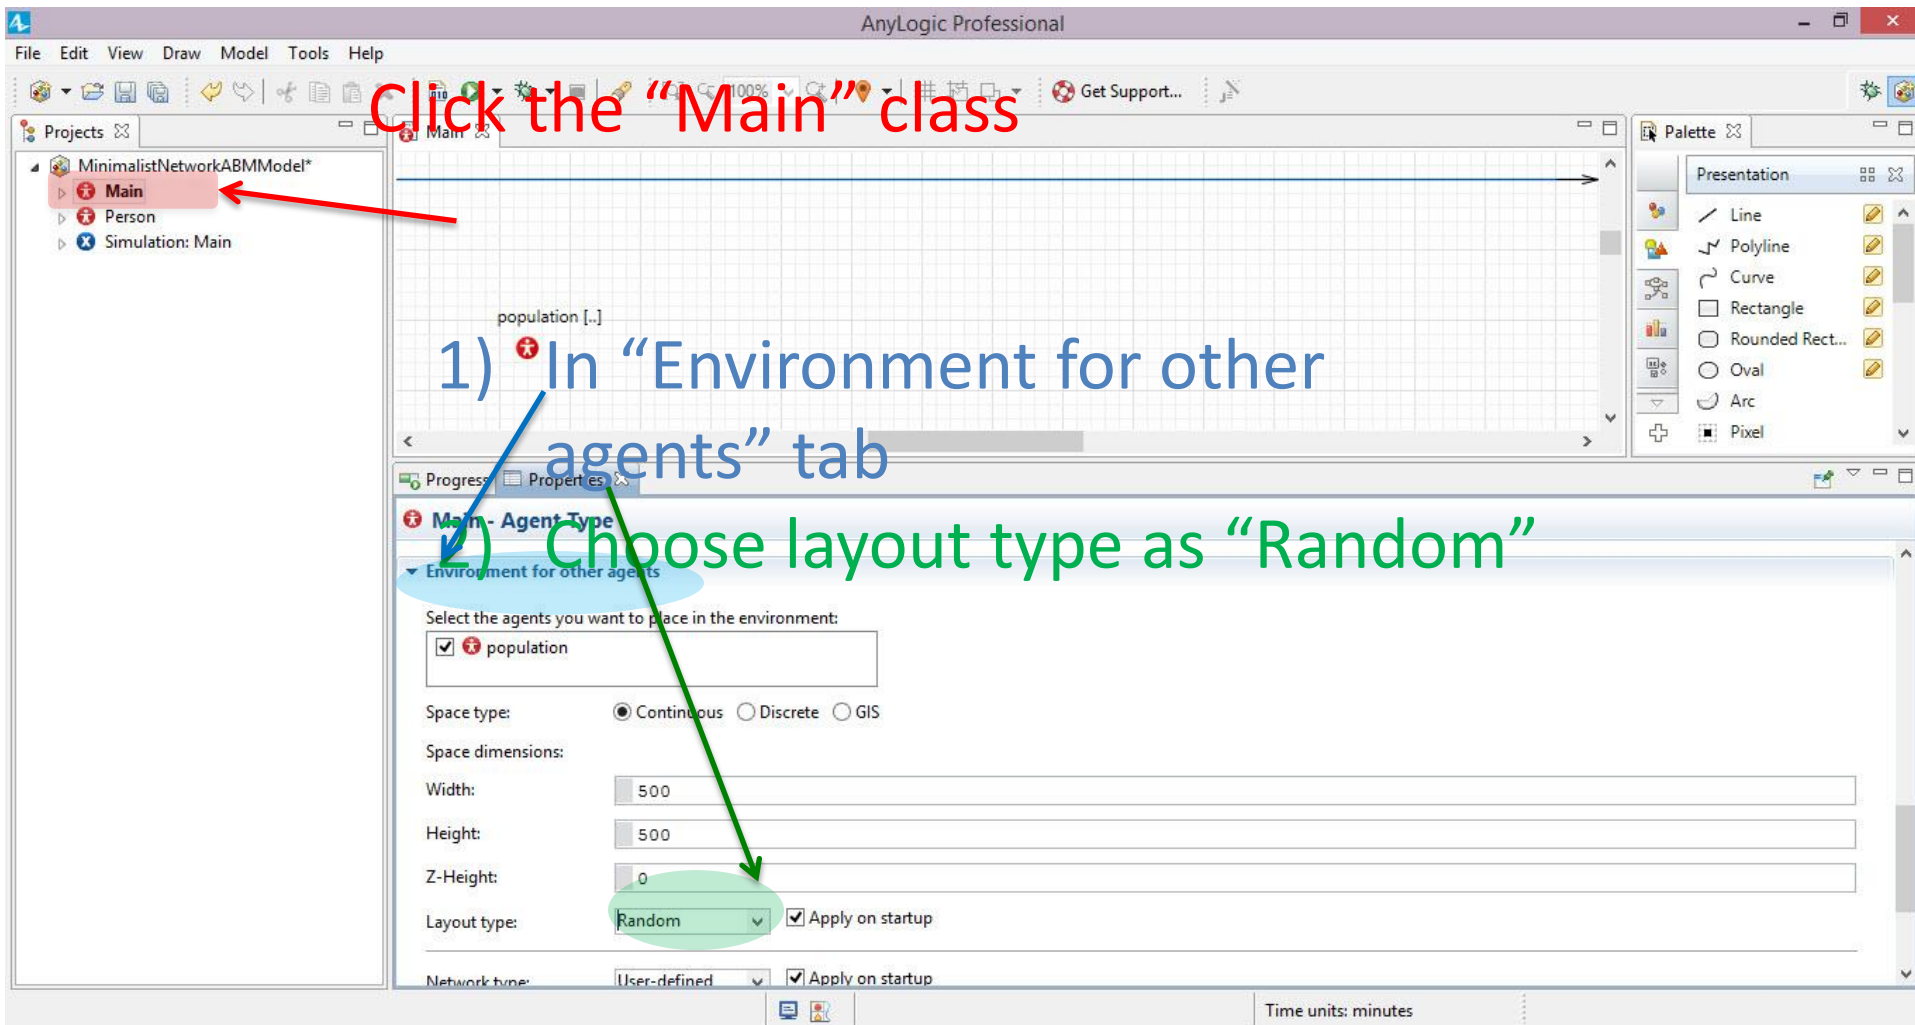 AnyLogic Professional
File Edit View Draw Model Tools Help
100%
Get Support...
Click the “Main” class
Projects
Main
Palette
MinimalistNetworkABMModel*
Main
Person
Simulation: Main
Presentation
Line
Polyline
Curve
Rectangle
Rounded Rect...
Oval
Arc
Pixel
population [..]
1) In “Environment for other
agents” tab
Progress Properties
Main - Agent Type
2) Choose layout type as “Random”
Environment for other agents
Select the agents you want to place in the environment:
population
Space type: Continuous Discrete GIS
Space dimensions:
Width: 500
Height: 500
Z-Height: 0
Layout type: Random Apply on startup
Network type: User-defined Apply on startup
Time units: minutes